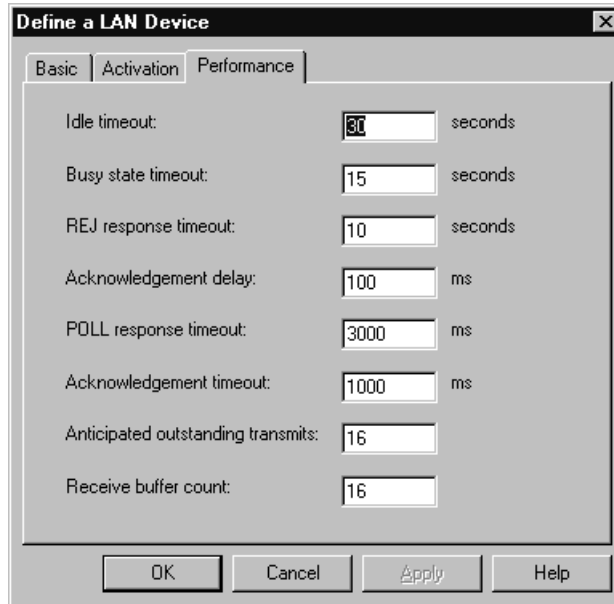 Define a LAN Device
Basic Activation Performance
Idle timeout: 30 seconds
Busy state timeout: 15 seconds
REJ response timeout: 10 seconds
Acknowledgement delay: 100 ms
POLL response timeout: 3000 ms
Acknowledgement timeout: 1000 ms
Anticipated outstanding transmits: 16
Receive buffer count: 16
OK Cancel Apply Help